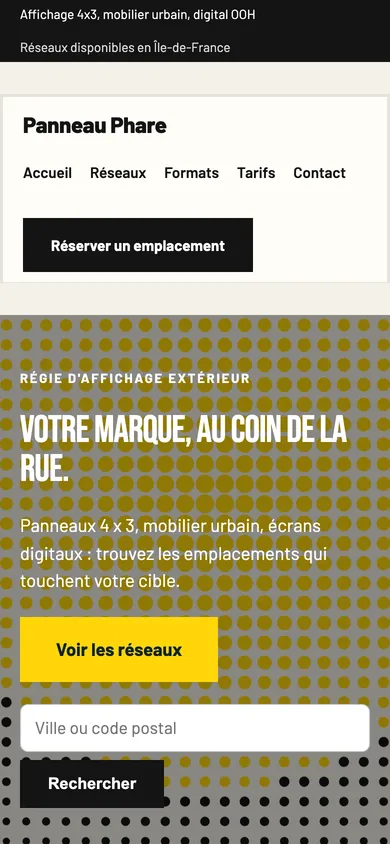 Affichage 4x3, mobilier urbain, digital OOH
Réseaux disponibles en Île-de-France
Panneau Phare
Accueil Réseaux Formats Tarifs Contact
Réserver un emplacement
RÉGIE D'AFFICHAGE EXTÉRIEUR
VOTRE MARQUE, AU COIN DE LA
RUE.
Panneaux 4 x 3, mobilier urbain, écrans
digitaux : trouvez les emplacements qui
touchent votre cible.
Voir les réseaux
Ville ou code postal
Rechercher